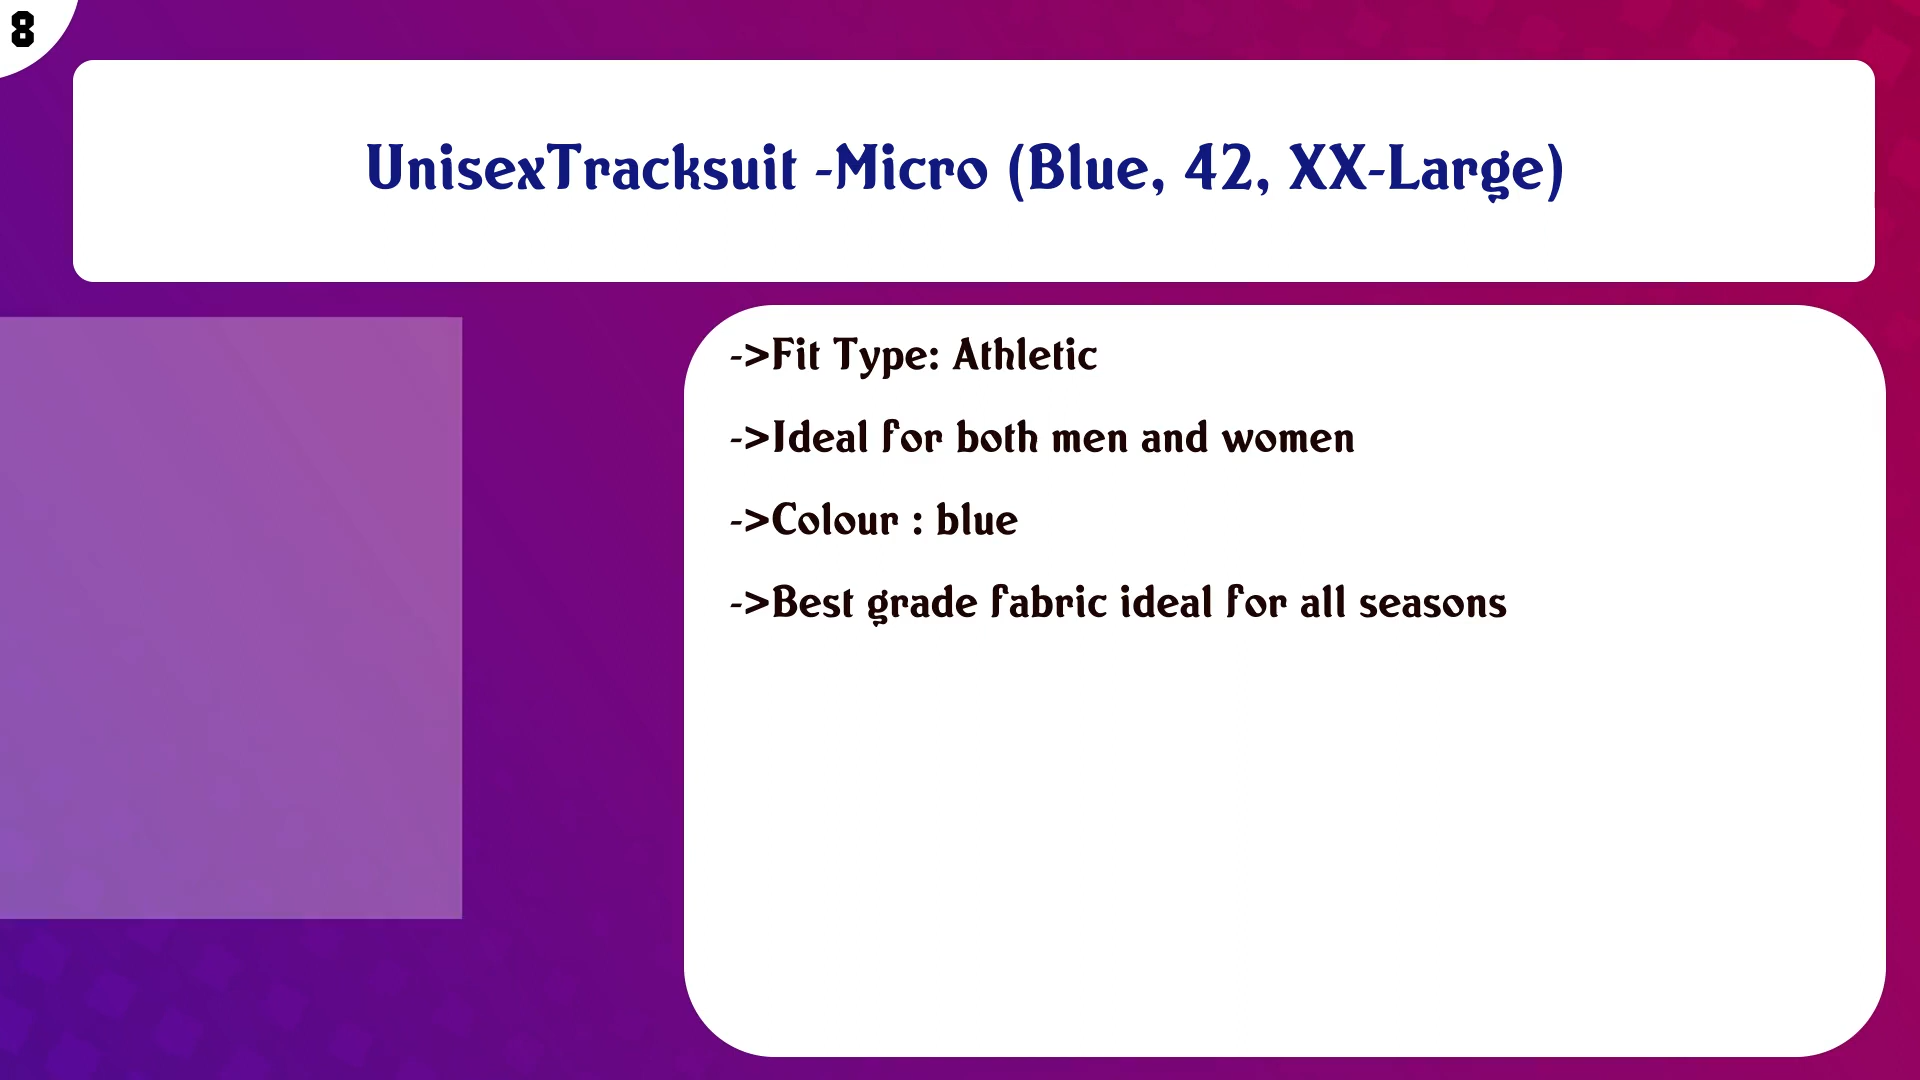 8
UnisexTracksuit -Micro (Blue, 42, XX-Large)
->Fit Type: Athletic
->Ideal for both men and women
->Colour : blue
->Best grade fabric ideal for all seasons